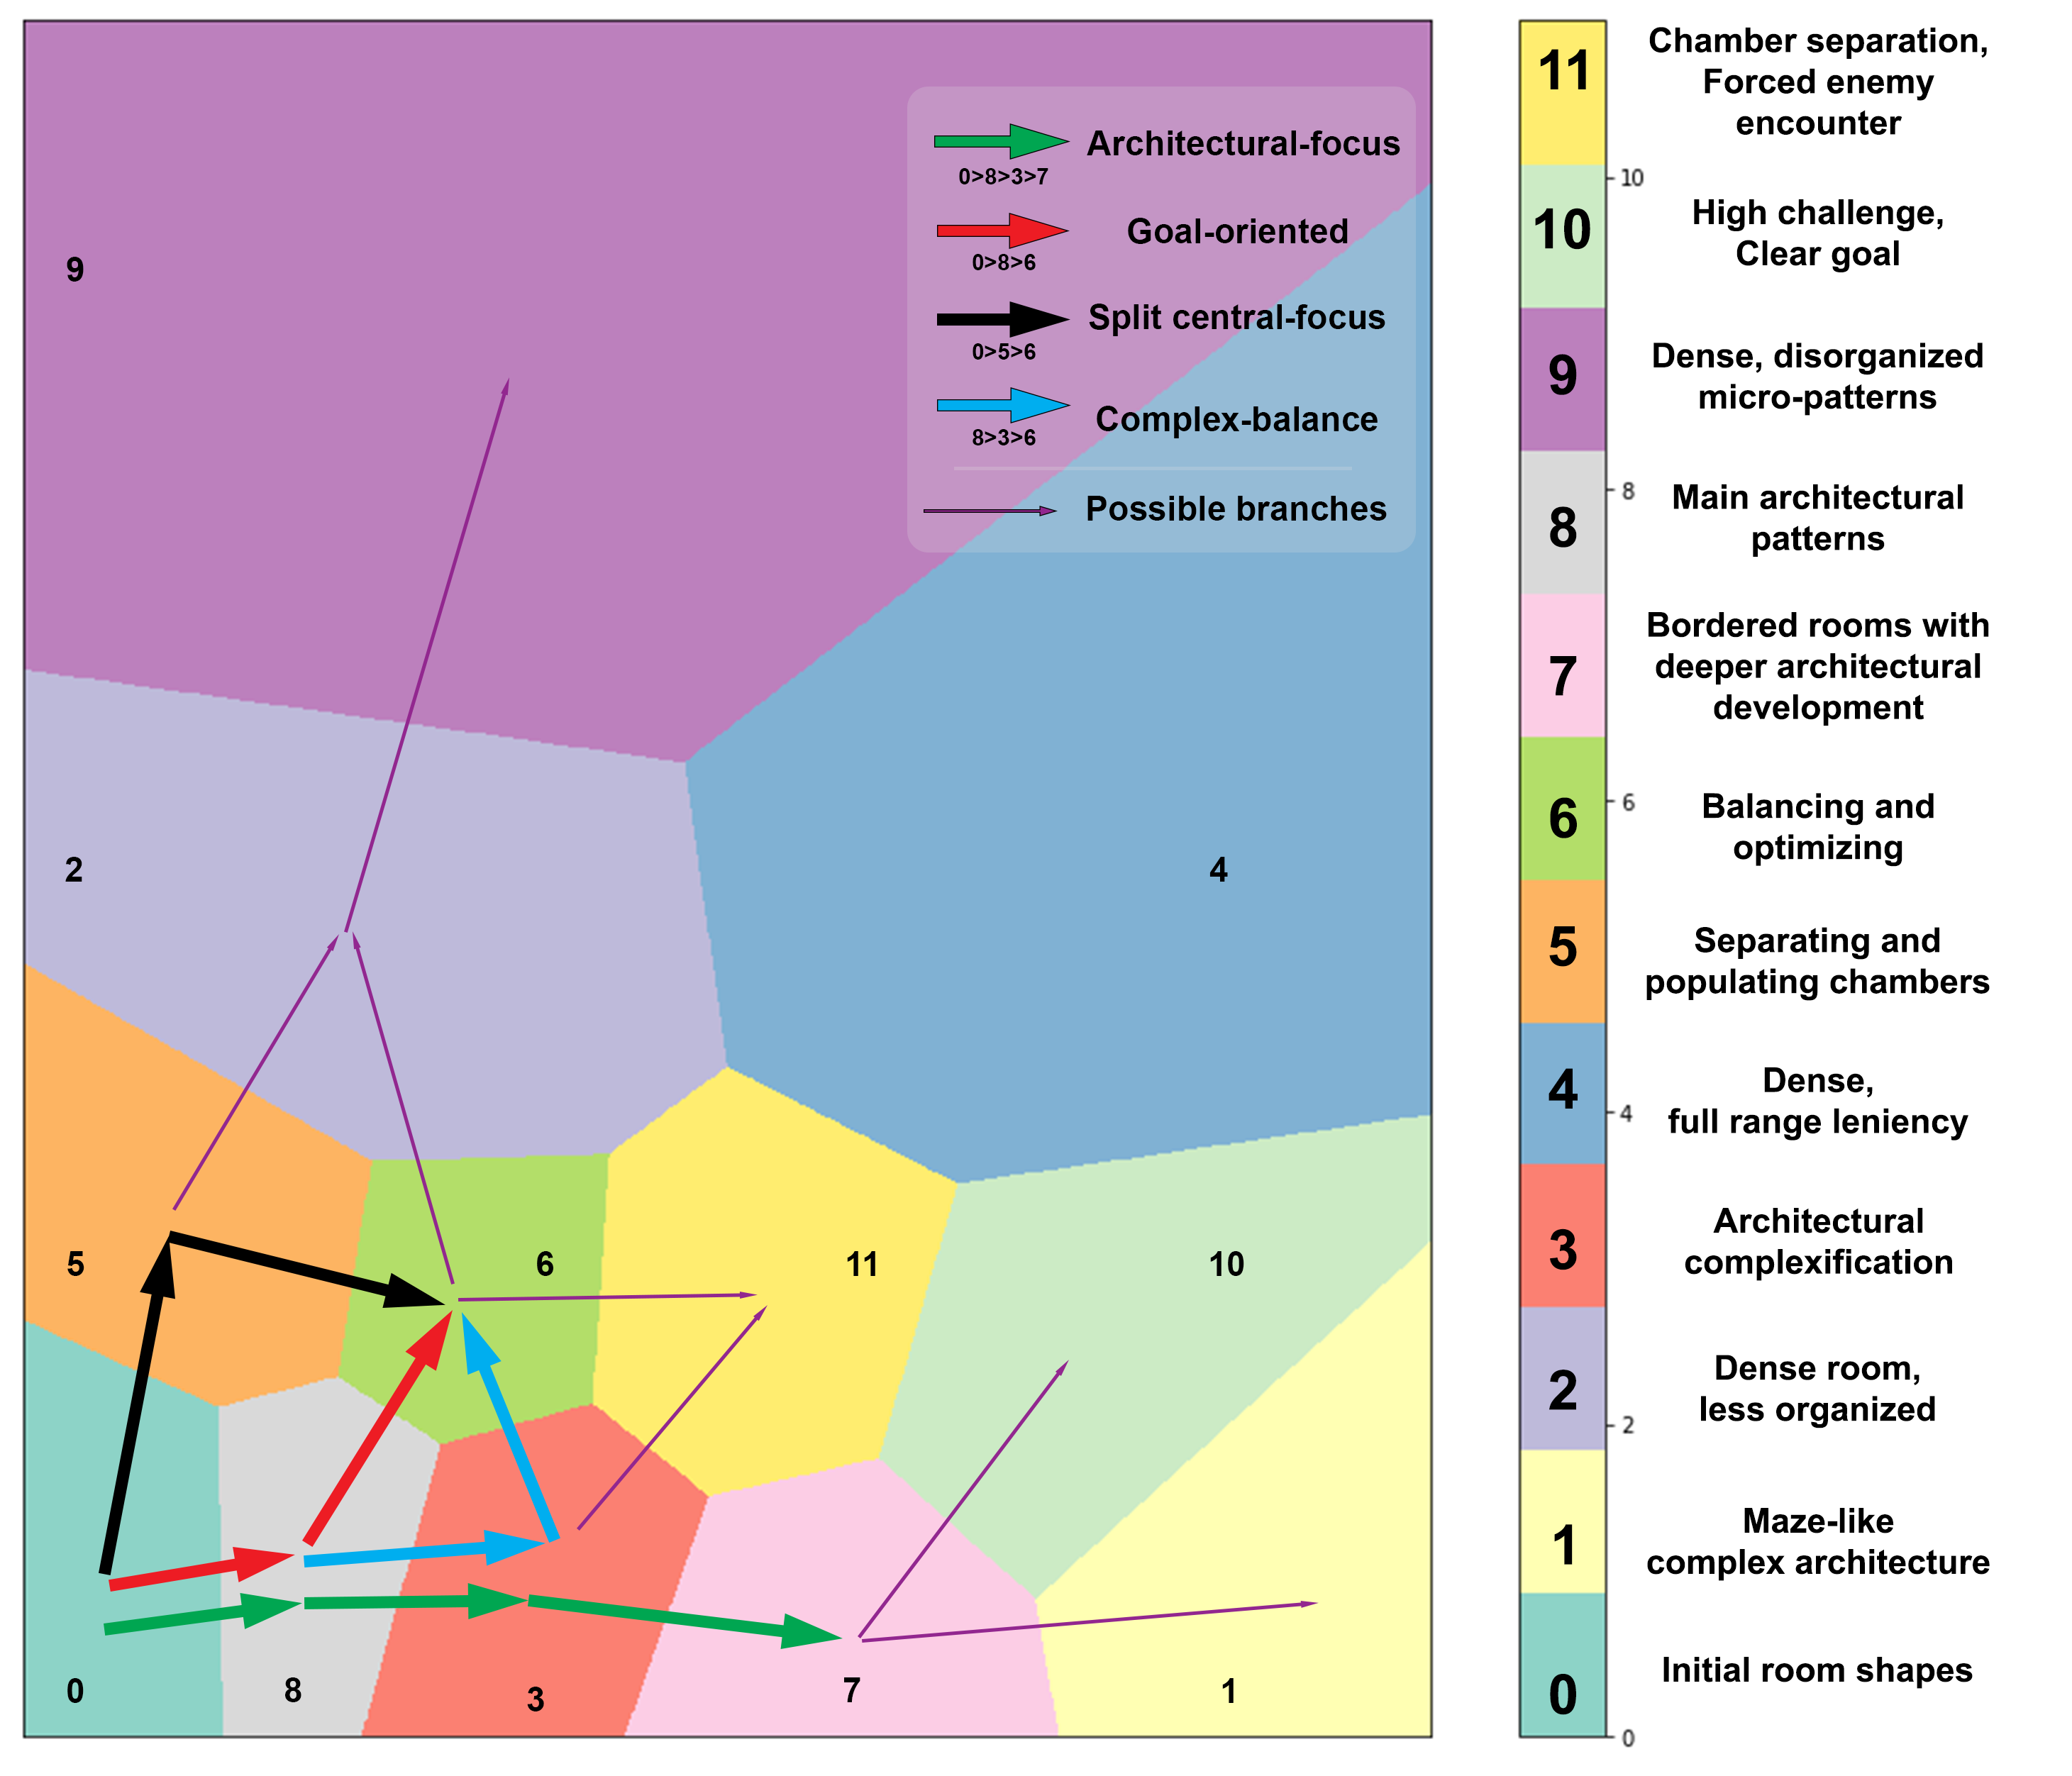 Architectural-focus
0>8>3>7
Goal-oriented
0>8>6
Split central-focus
0>5>6
Complex-balance
8>3>6
Possible branches
9
2
4
5
6
11
10
0
8
3
7
1
11
Chamber separation,
Forced enemy
encounter
10
10
High challenge,
Clear goal
9
Dense, disorganized
micro-patterns
8
8
Main architectural
patterns
7
Bordered rooms with
deeper architectural
development
6
6
Balancing and
optimizing
5
Separating and
populating chambers
4
4
Dense,
full range leniency
3
Architectural
complexification
2
2
Dense room,
less organized
1
Maze-like
complex architecture
0
0
Initial room shapes